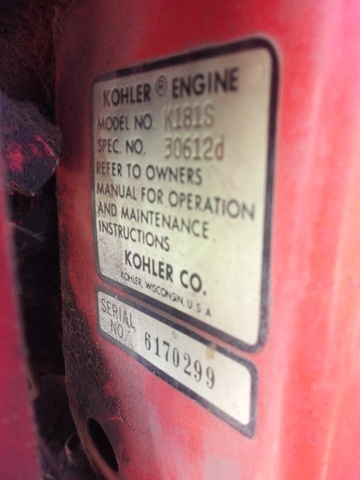 KOHLER ® ENGINE
MODEL NO. K181S
SPEC. NO. 30612d
REFER TO OWNERS
MANUAL FOR OPERATION
AND MAINTENANCE
INSTRUCTIONS
KOHLER CO.
KOHLER, WISCONSIN, U. S. A
SERIAL
NO. 6170299